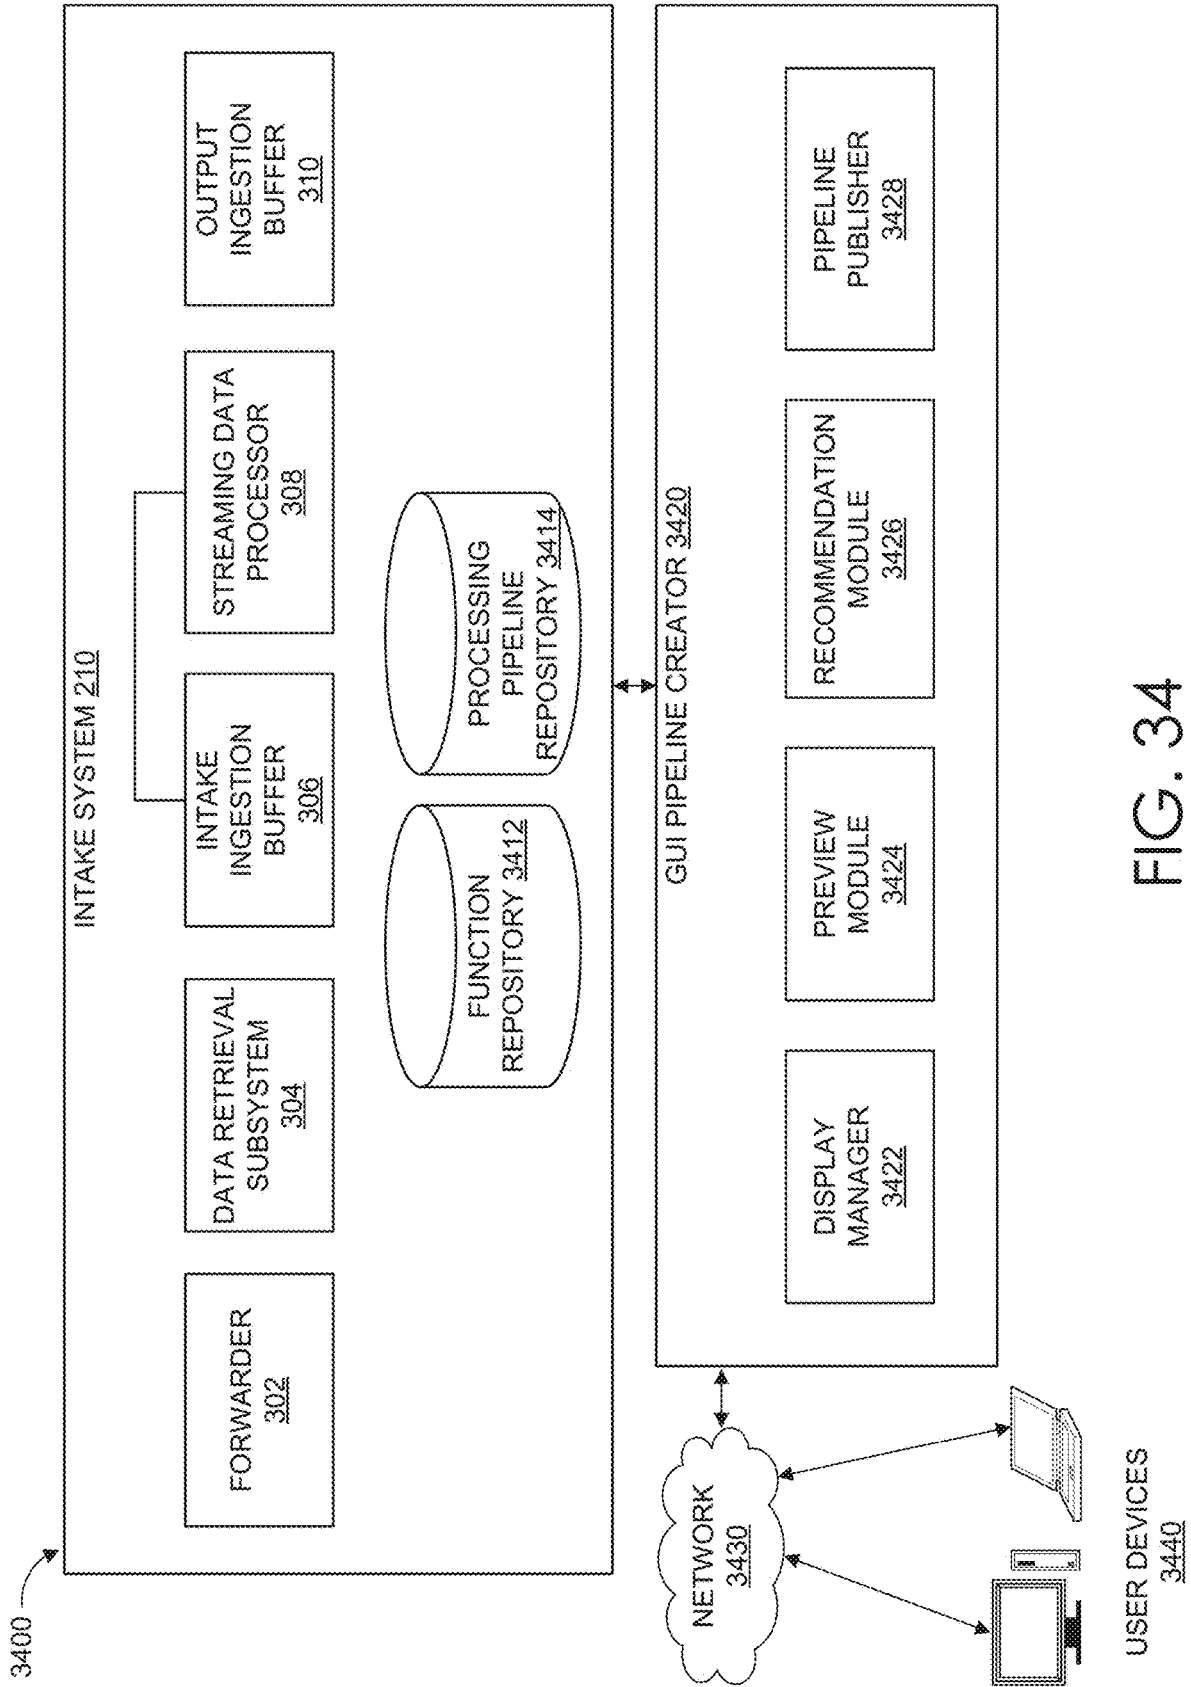 3400
INTAKE SYSTEM 210
FORWARDER
302
DATA RETRIEVAL
SUBSYSTEM
304
INTAKE
INGESTION
BUFFER
306
STREAMING DATA
PROCESSOR
308
OUTPUT
INGESTION
BUFFER
310
FUNCTION
REPOSITORY 3412
PROCESSING
PIPELINE
REPOSITORY 3414
GUI PIPELINE CREATOR 3420
NETWORK
3430
DISPLAY
MANAGER
3422
PREVIEW
MODULE
3424
RECOMMENDATION
MODULE
3426
PIPELINE
PUBLISHER
3428
USER DEVICES
3440
FIG. 34